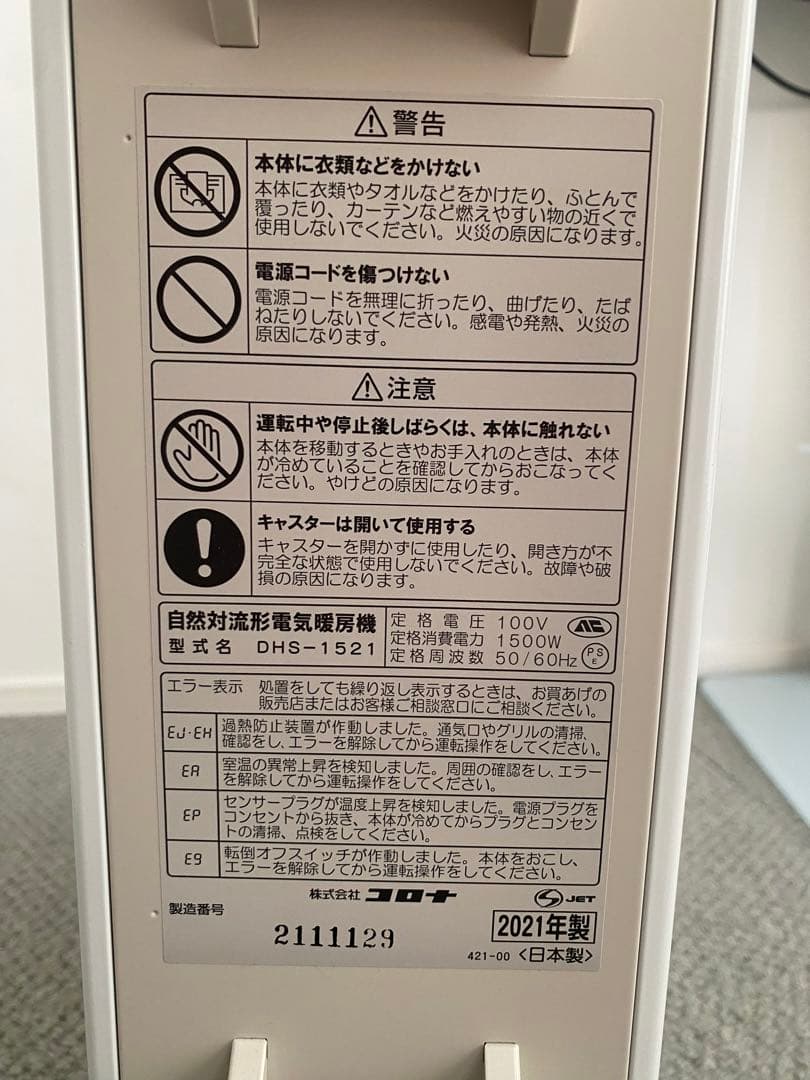 ⚠警告
本体に衣類などをかけない
本体に衣類やタオルなどをかけたり、ふとんで
覆ったり、カーテンなど燃えやすい物の近くで
使用しないでください。火災の原因になります。
電源コードを傷つけない
電源コードを無理に折ったり、曲げたり、たば
ねたりしないでください。感電や発熱、火災の
原因になります。
⚠注意
運転中や停止後しばらくは、本体に触れない
本体を移動するときやお手入れのときは、本体
が冷めていることを確認してからおこなってく
ださい。やけどの原因になります。
キャスターは開いて使用する
キャスターを開かずに使用したり、開き方が不
完全な状態で使用しないでください。故障や破
損の原因になります。
自然対流形電気暖房機
型式名 DHS-1521
定格電圧 100V
定格消費電力 1500W
定格周波数 50/60Hz
PSE
エラー表示 処置をしても繰り返し表示するときは、お買あげの
販売店またはお客様ご相談窓口にご相談ください。
EJ・EH 過熱防止装置が作動しました。通気口やグリルの清掃、
確認をし、エラーを解除してから運転操作をしてください。
EA 室温の異常上昇を検知しました。周囲の確認をし、エラー
を解除してから運転操作をしてください。
EP センサープラグが温度上昇を検知しました。電源プラグを
コンセントから抜き、本体が冷めてからプラグとコンセン
トの清掃、点検をしてください。
E9 転倒オフスイッチが作動しました。本体をおこし、
エラーを解除してから運転操作をしてください。
株式会社 コロナ
JET
製造番号
2111129
2021年製
421-00 <日本製>